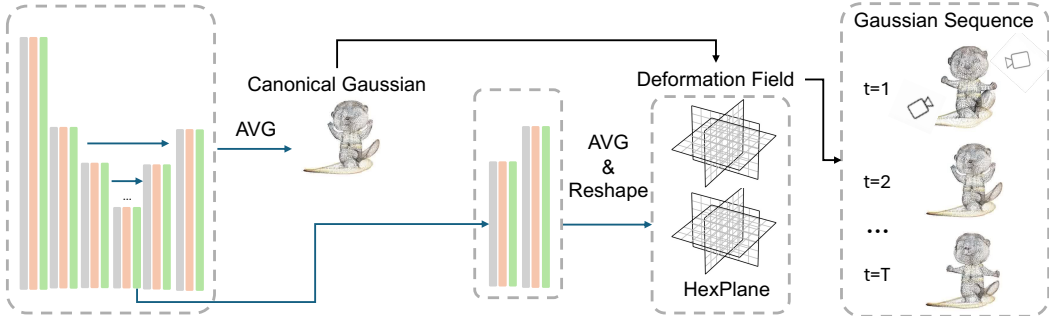 ...
AVG
Canonical Gaussian
AVG
&
Reshape
Deformation Field
HexPlane
Gaussian Sequence
t=1
t=2
...
t=T